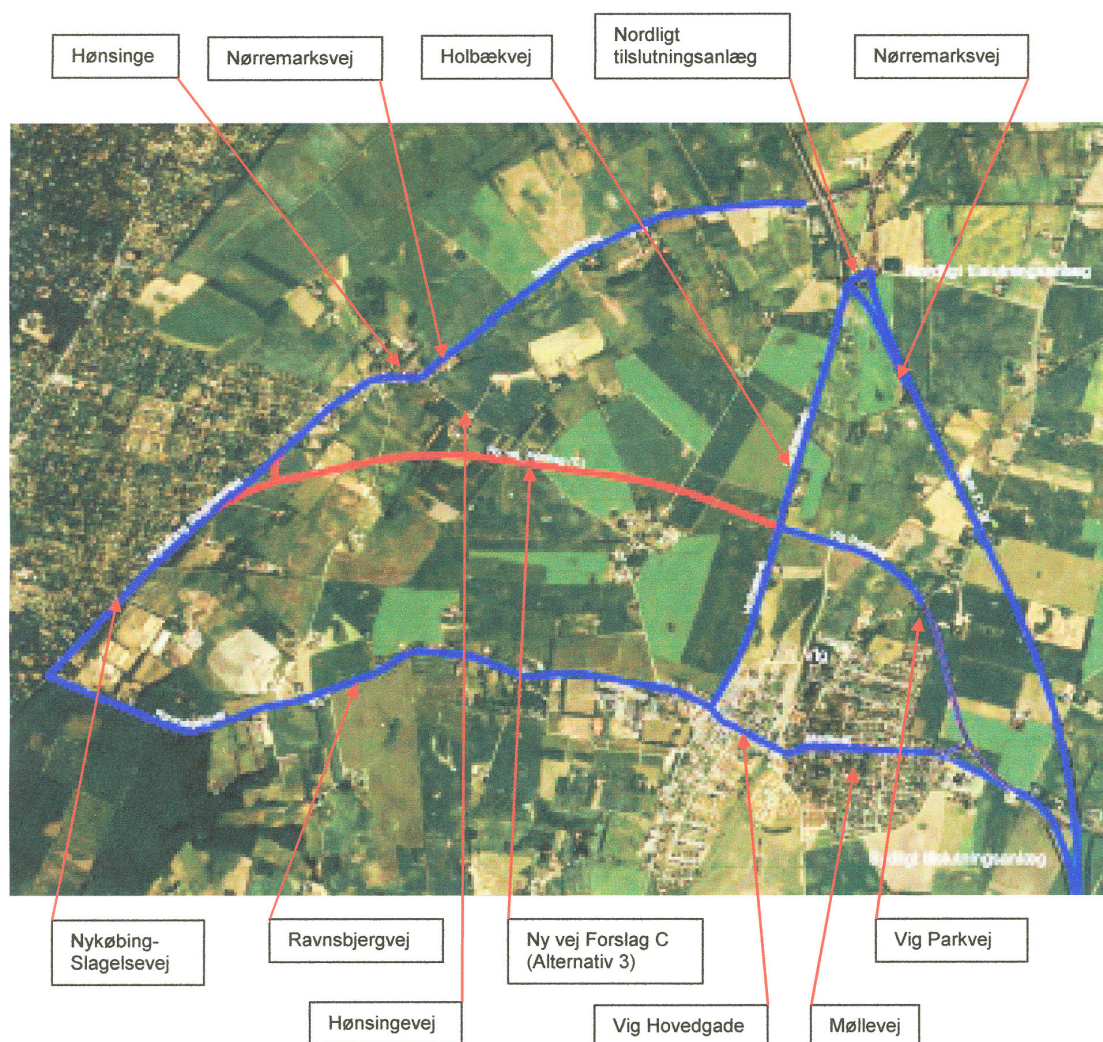 Hønsinge
Nørremarksvej
Holbækvej
Nordligt
tilslutningsanlæg
Nørremarksvej
Nordligt tilslutningsanlæg
Vig
tilslutningsanlæg
Nykøbing-
Slagelsevej
Ravnsbjergvej
Ny vej Forslag C
(Alternativ 3)
Vig Parkvej
Hønsingevej
Vig Hovedgade
Møllevej